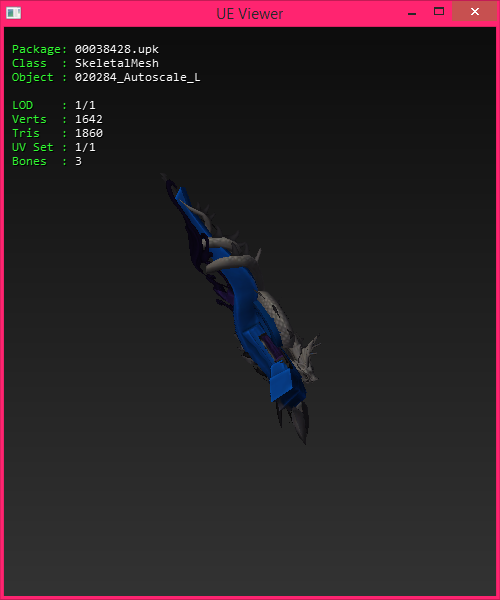 UE Viewer
Package: 00038428.upk
Class  : SkeletalMesh
Object : 020284_Autoscale_L
LOD    : 1/1
Verts  : 1642
Tris   : 1860
UV Set : 1/1
Bones  : 3